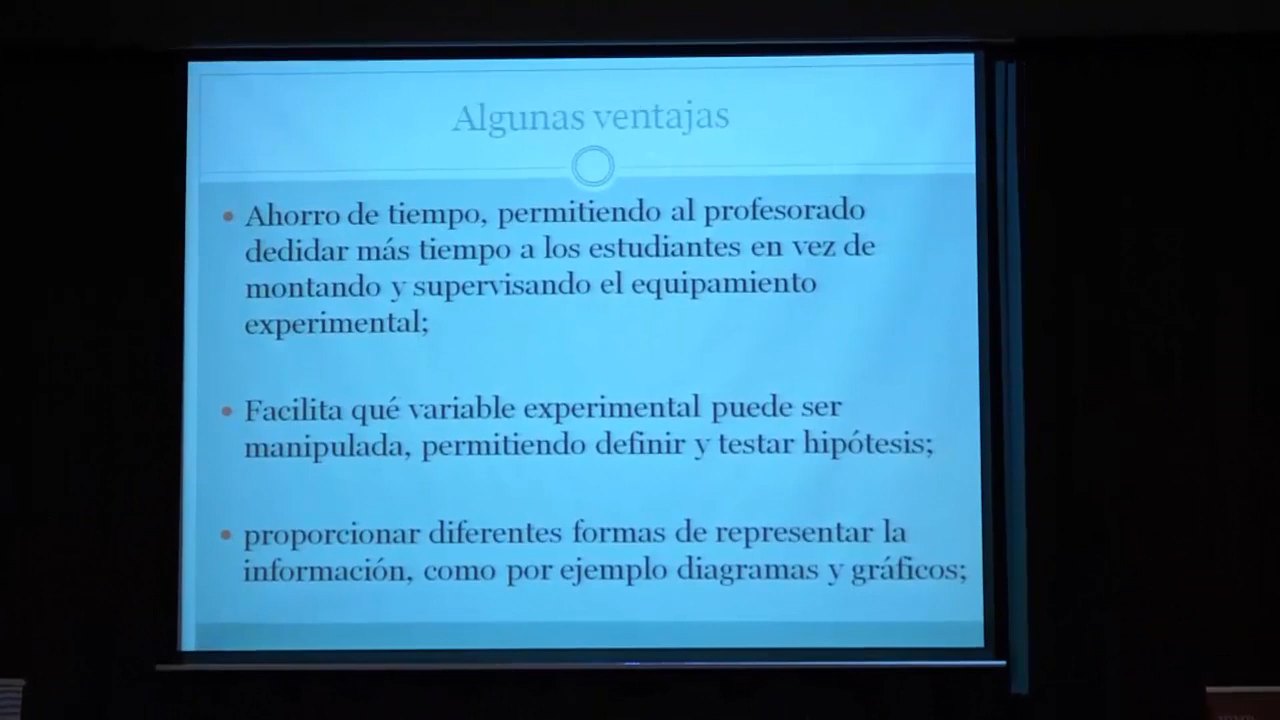 Algunas ventajas
• Ahorro de tiempo, permitiendo al profesorado
dedidar más tiempo a los estudiantes en vez de
montando y supervisando el equipamiento
experimental;
• Facilita qué variable experimental puede ser
manipulada, permitiendo definir y testar hipótesis;
• proporcionar diferentes formas de representar la
información, como por ejemplo diagramas y gráficos;